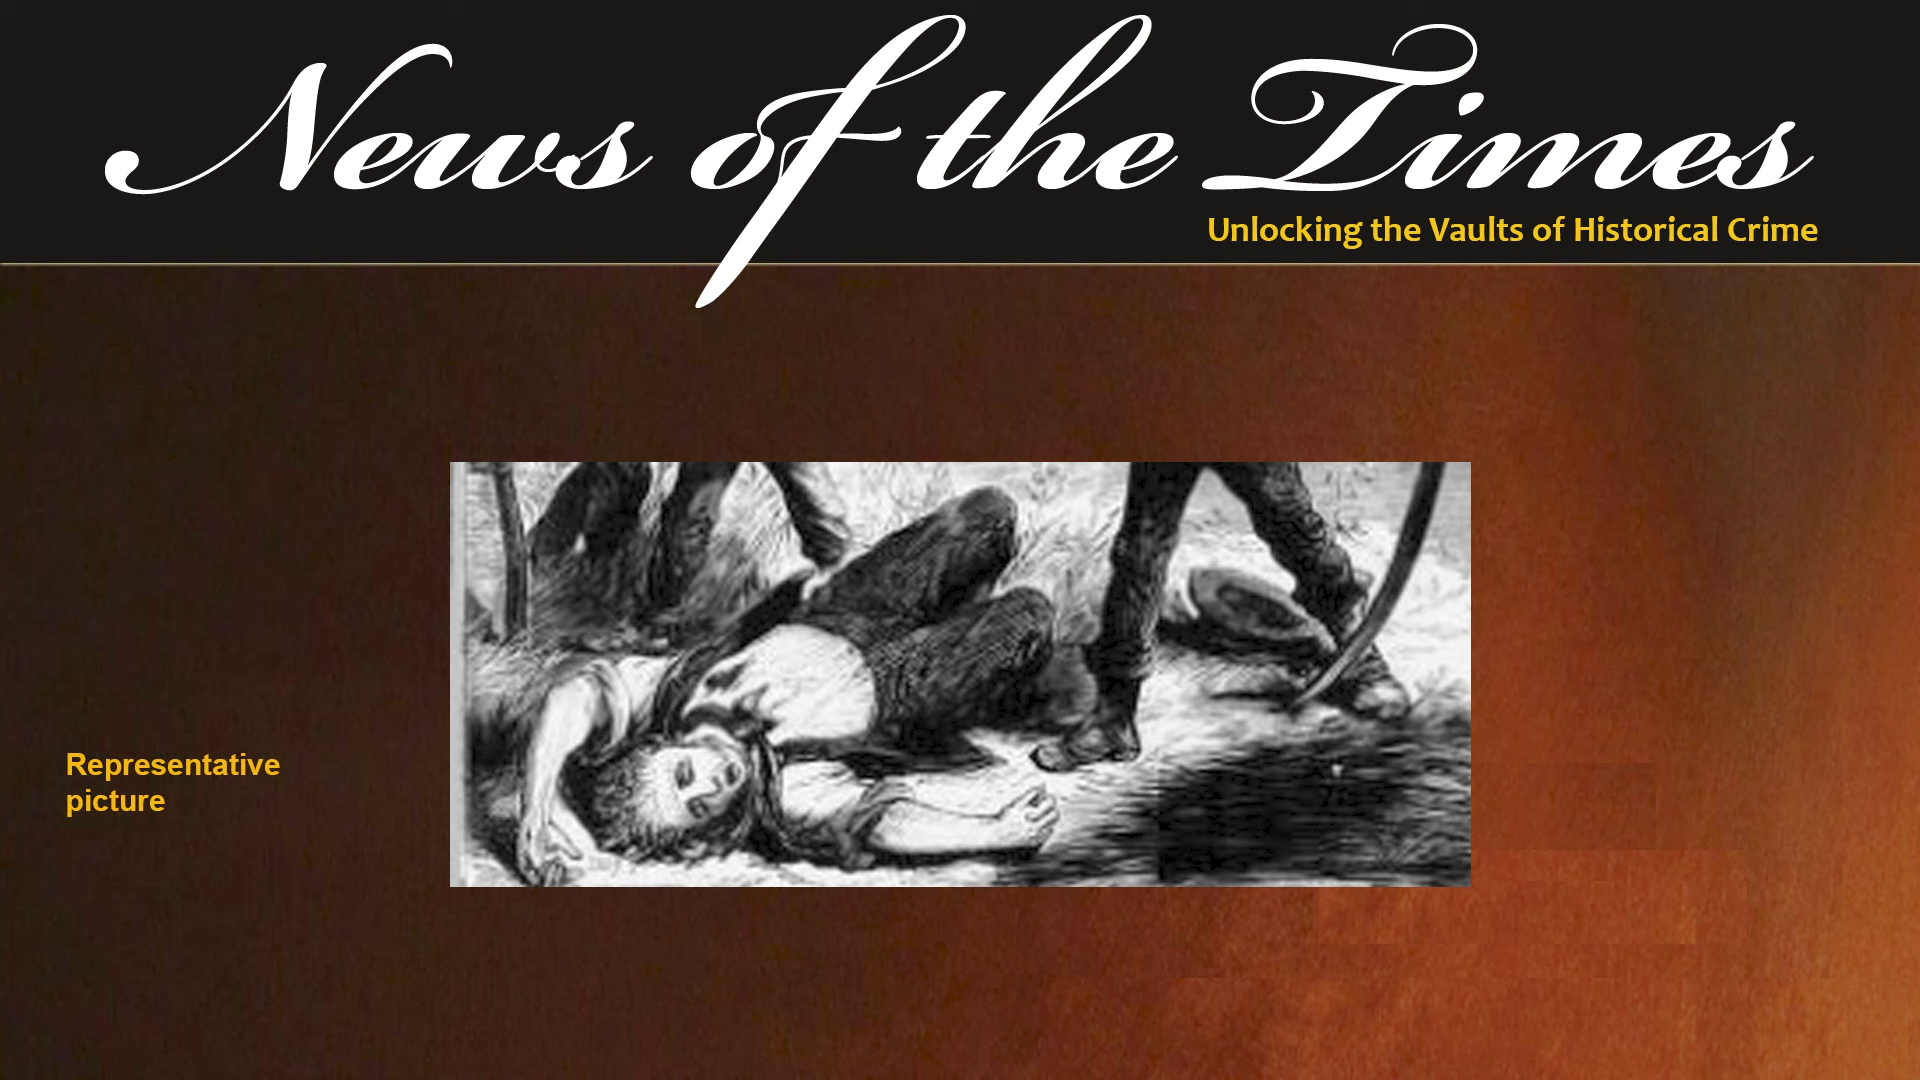 News of the Times
Unlocking the Vaults of Historical Crime
Representative
picture